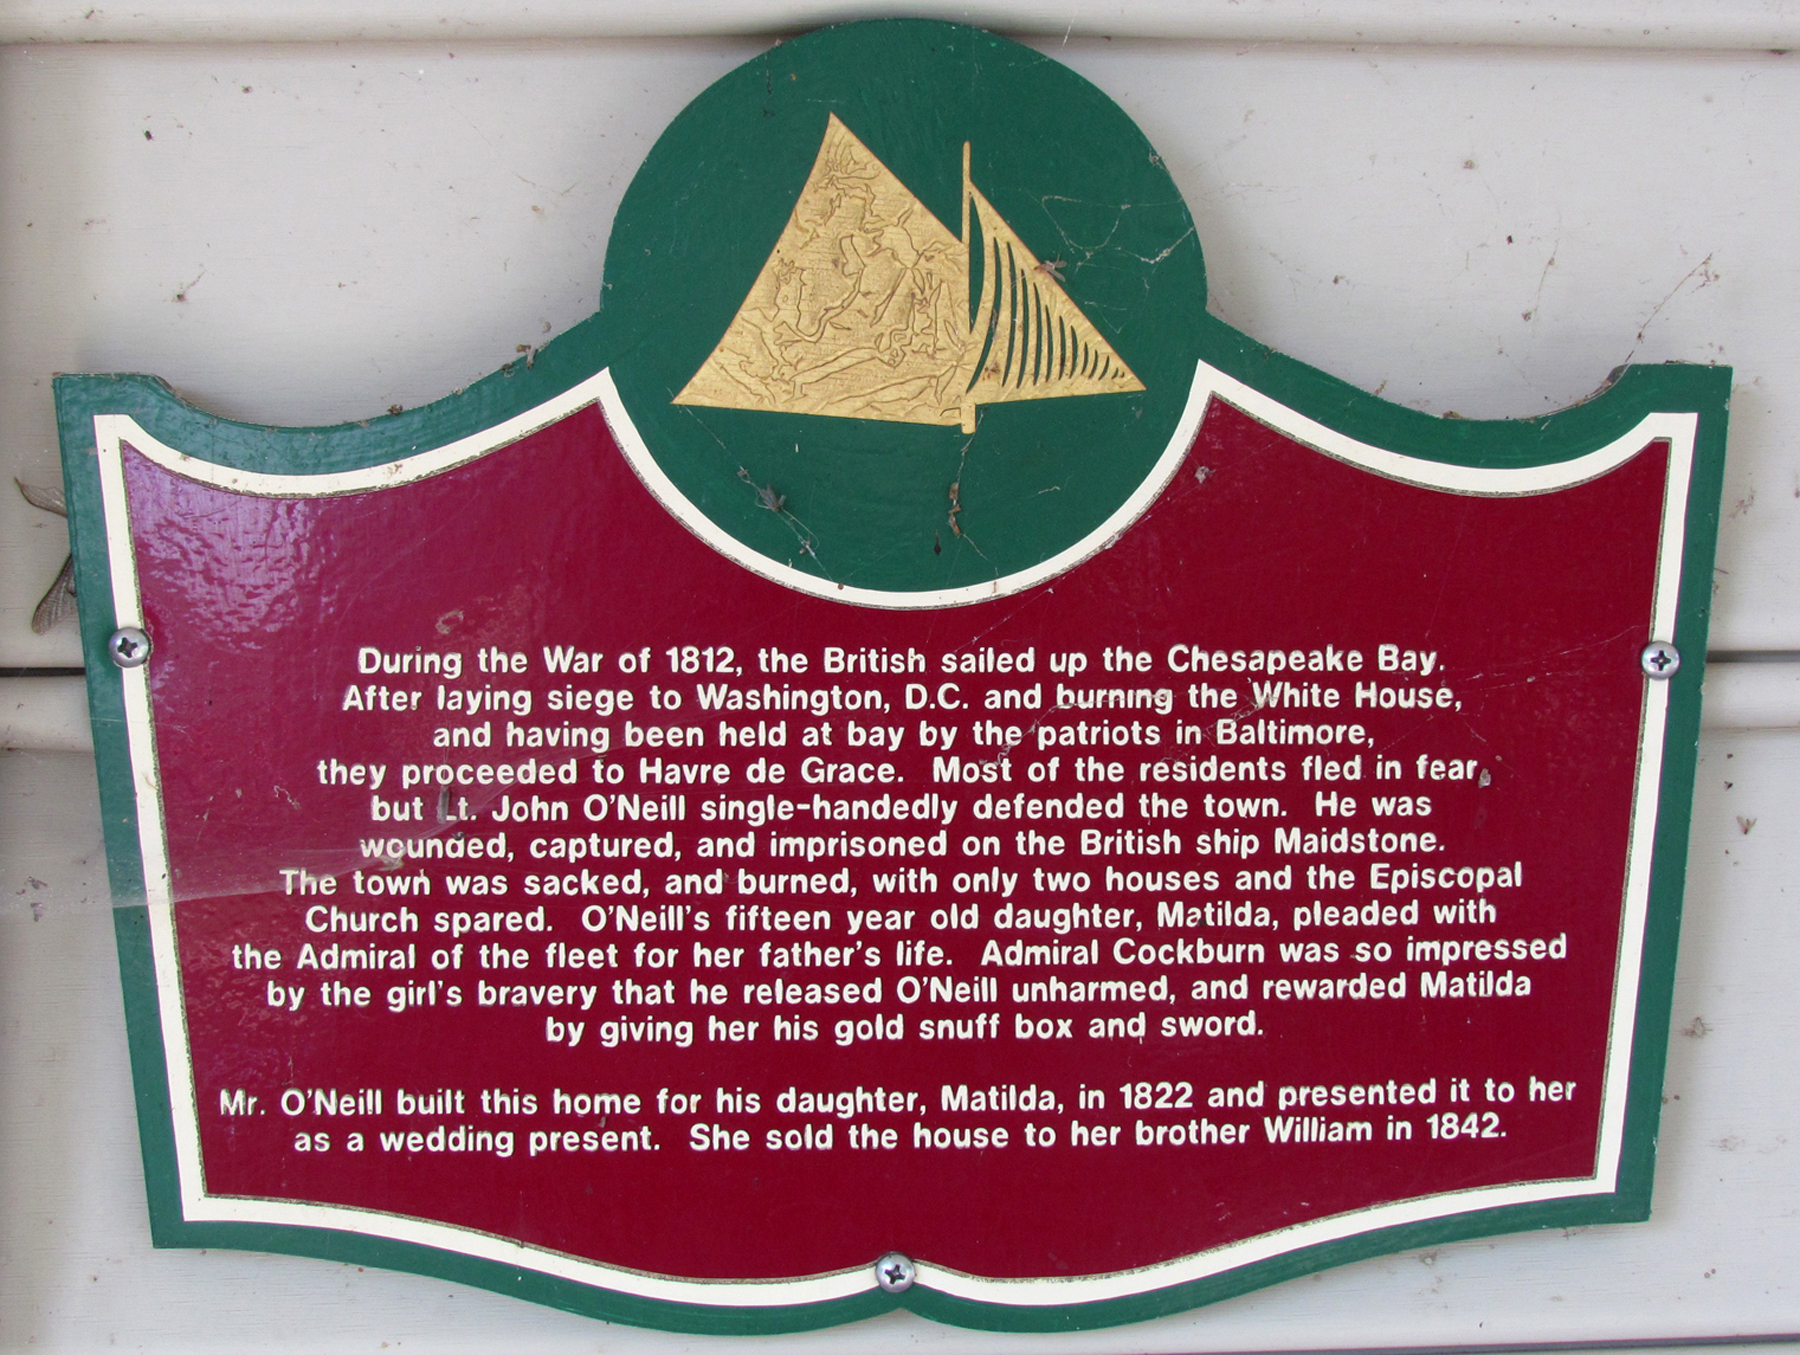 During the War of 1812, the British sailed up the Chesapeake Bay.
After laying siege to Washington, D.C. and burning the White House,
and having been held at bay by the patriots in Baltimore,
they proceeded to Havre de Grace. Most of the residents fled in fear,
but Lt. John O'Neill single-handedly defended the town. He was
wounded, captured, and imprisoned on the British ship Maidstone.
The town was sacked, and burned, with only two houses and the Episcopal
Church spared. O'Neill's fifteen year old daughter, Matilda, pleaded with
the Admiral of the fleet for her father's life. Admiral Cockburn was so impressed
by the girl's bravery that he released O'Neill unharmed, and rewarded Matilda
by giving her his gold snuff box and sword.
Mr. O'Neill built this home for his daughter, Matilda, in 1822 and presented it to her
as a wedding present. She sold the house to her brother William in 1842.